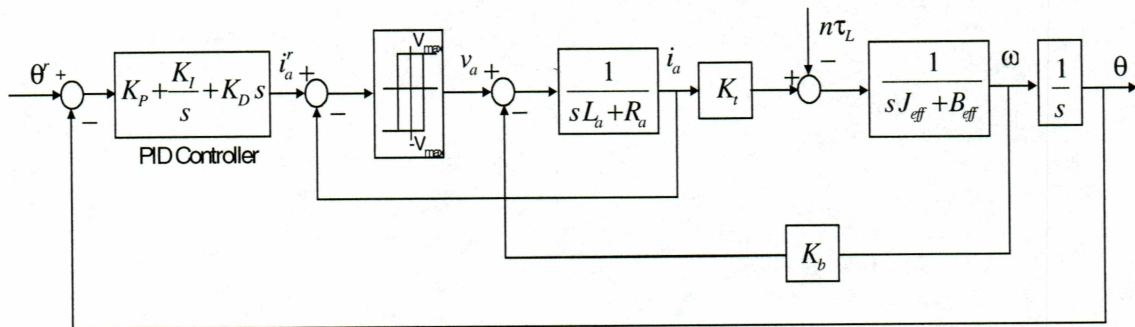 θʳ +
−
K_P + K_I/s + K_D s
PID Controller
i_a^r +
−
V_max
-V_max
v_a +
−
1/(sL_a + R_a)
i_a
K_t
nτ_L
+
−
1/(sJ_eff + B_eff)
ω
1/s
θ
K_b